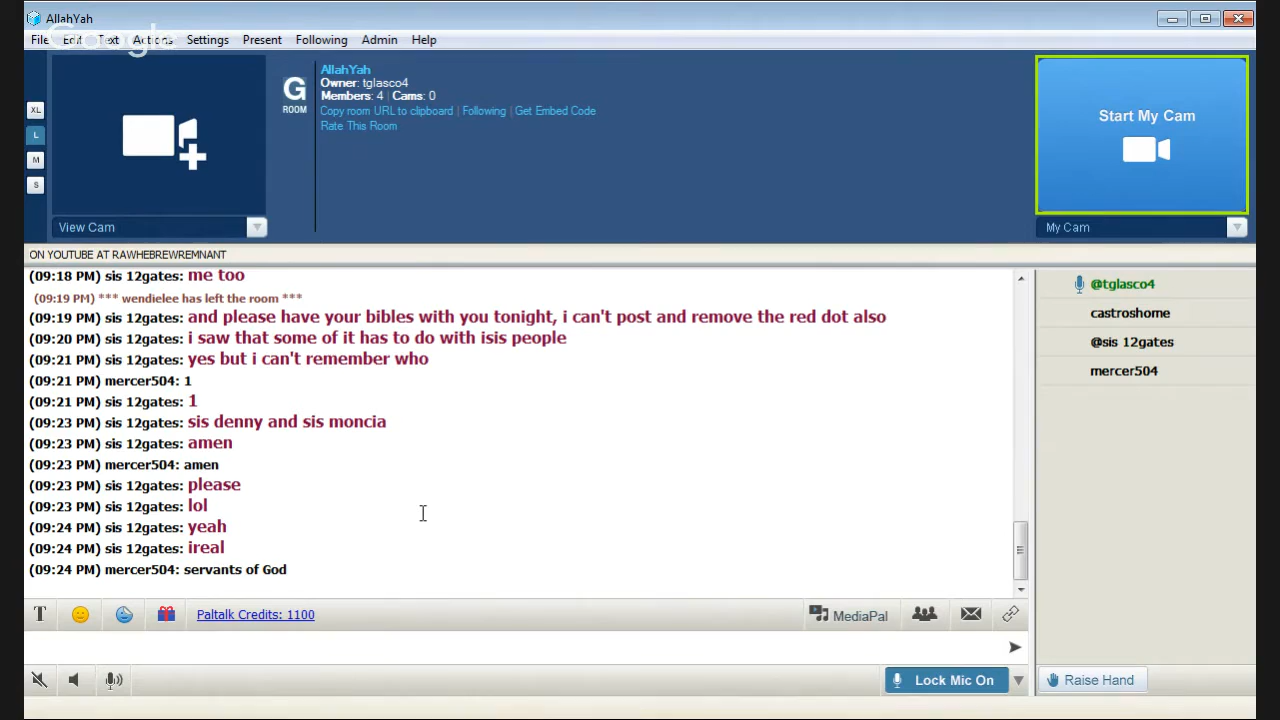 AllahYah
File Edit Text Actions Settings Present Following Admin Help
Google
XL
L
M
S
View Cam
G
ROOM
AllahYah
Owner: tglasco4
Members: 4 | Cams: 0
Copy room URL to clipboard | Following | Get Embed Code
Rate This Room
Start My Cam
My Cam
ON YOUTUBE AT RAWHEBREWREMNANT
(09:18 PM) sis 12gates: me too
(09:19 PM) *** wendielee has left the room ***
(09:19 PM) sis 12gates: and please have your bibles with you tonight, i can't post and remove the red dot also
(09:20 PM) sis 12gates: i saw that some of it has to do with isis people
(09:21 PM) sis 12gates: yes but i can't remember who
(09:21 PM) mercer504: 1
(09:21 PM) sis 12gates: 1
(09:23 PM) sis 12gates: sis denny and sis moncia
(09:23 PM) sis 12gates: amen
(09:23 PM) mercer504: amen
(09:23 PM) sis 12gates: please
(09:23 PM) sis 12gates: lol
(09:24 PM) sis 12gates: yeah
(09:24 PM) sis 12gates: ireal
(09:24 PM) mercer504: servants of God
@tglasco4
castroshome
@sis 12gates
mercer504
T
Paltalk Credits: 1100
MediaPal
Lock Mic On
Raise Hand